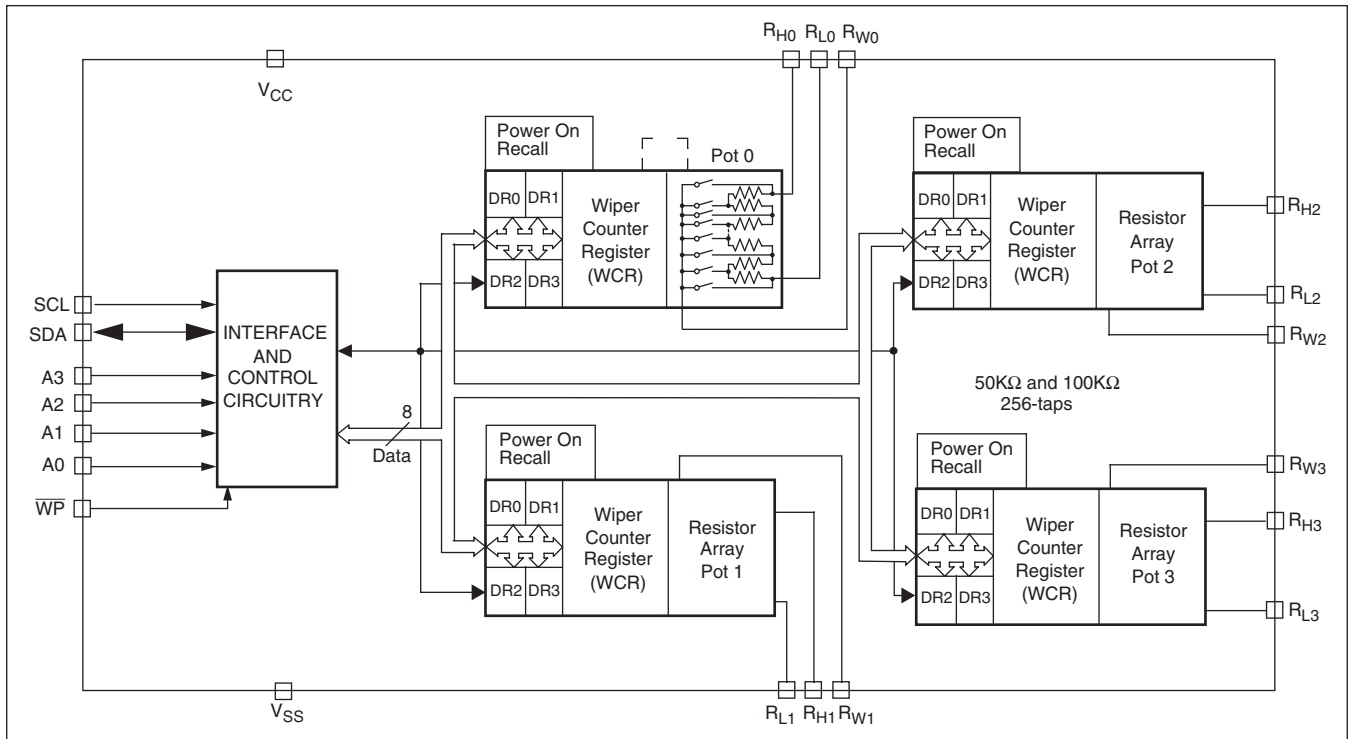 RH0 RL0 RW0
VCC
Power On
Recall
Pot 0
DR0 DR1
DR2 DR3
Wiper
Counter
Register
(WCR)
Power On
Recall
DR0 DR1
DR2 DR3
Wiper
Counter
Register
(WCR)
Resistor
Array
Pot 2
RH2
RL2
RW2
SCL
SDA
A3
A2
A1
A0
WP
INTERFACE
AND
CONTROL
CIRCUITRY
8
Data
50KΩ and 100KΩ
256-taps
Power On
Recall
DR0 DR1
DR2 DR3
Wiper
Counter
Register
(WCR)
Resistor
Array
Pot 1
Power On
Recall
DR0 DR1
DR2 DR3
Wiper
Counter
Register
(WCR)
Resistor
Array
Pot 3
RW3
RH3
RL3
VSS
RL1 RH1 RW1